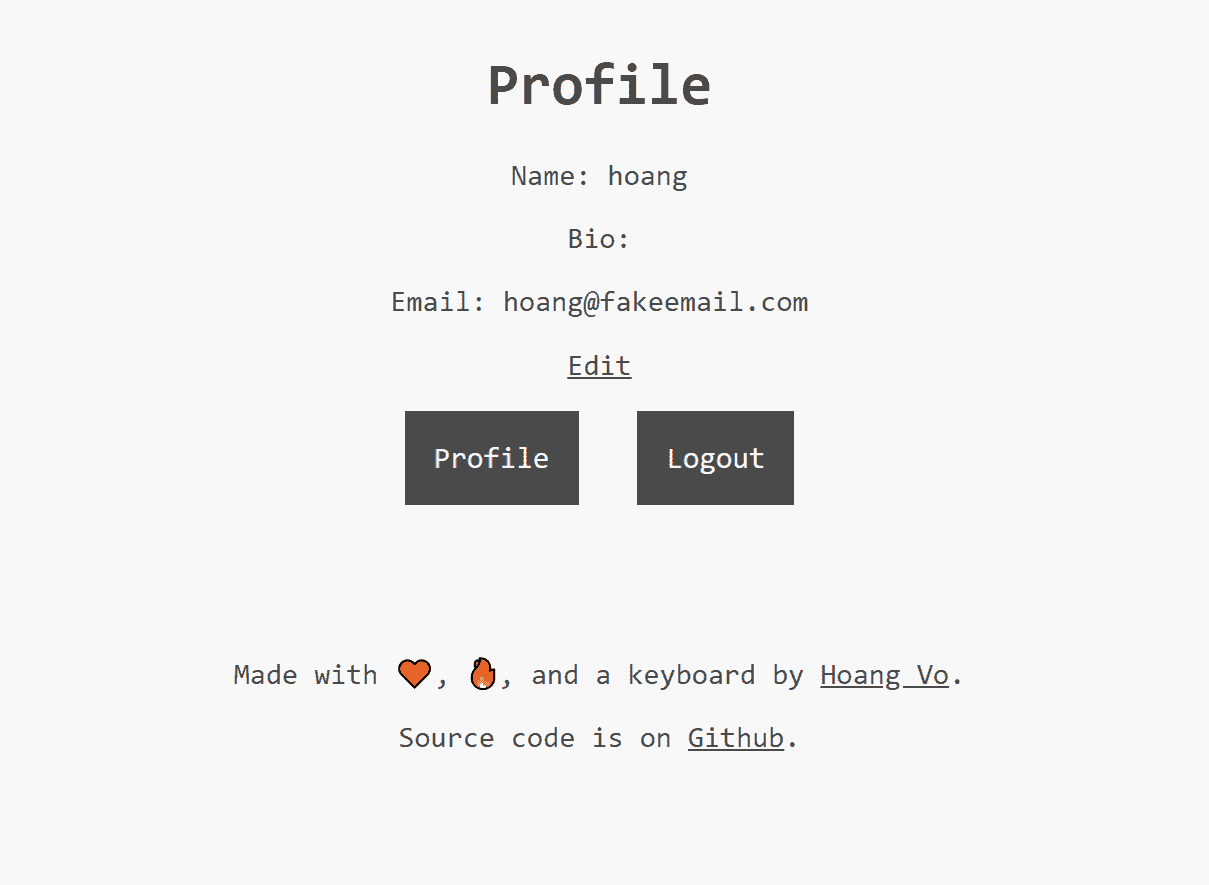 Profile
Name: hoang
Bio:
Email: hoang@fakeemail.com
Edit
Profile Logout
Made with 🧡, 🔥, and a keyboard by Hoang Vo.
Source code is on Github.